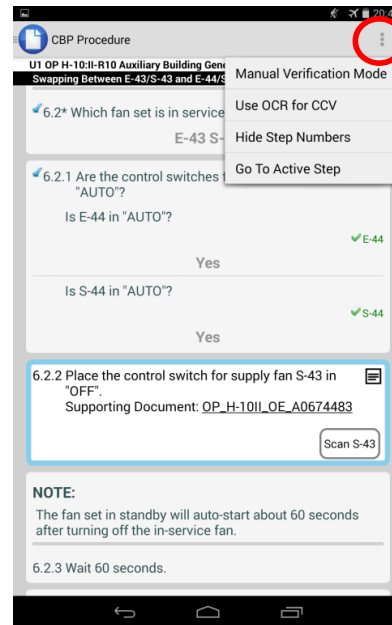 20:4
CBP Procedure
U1 OP H-10:II-R10 Auxiliary Building Gene
Swapping Between E-43/S-43 and E-44/S
Manual Verification Mode
Use OCR for CCV
Hide Step Numbers
Go To Active Step
6.2* Which fan set is in service
E-43 S-
6.2.1 Are the control switches f
"AUTO"?
Is E-44 in "AUTO"?
E-44
Yes
Is S-44 in "AUTO"?
S-44
Yes
6.2.2 Place the control switch for supply fan S-43 in
"OFF".
Supporting Document: OP_H-10II_OE_A0674483
Scan S-43
NOTE:
The fan set in standby will auto-start about 60 seconds
after turning off the in-service fan.
6.2.3 Wait 60 seconds.